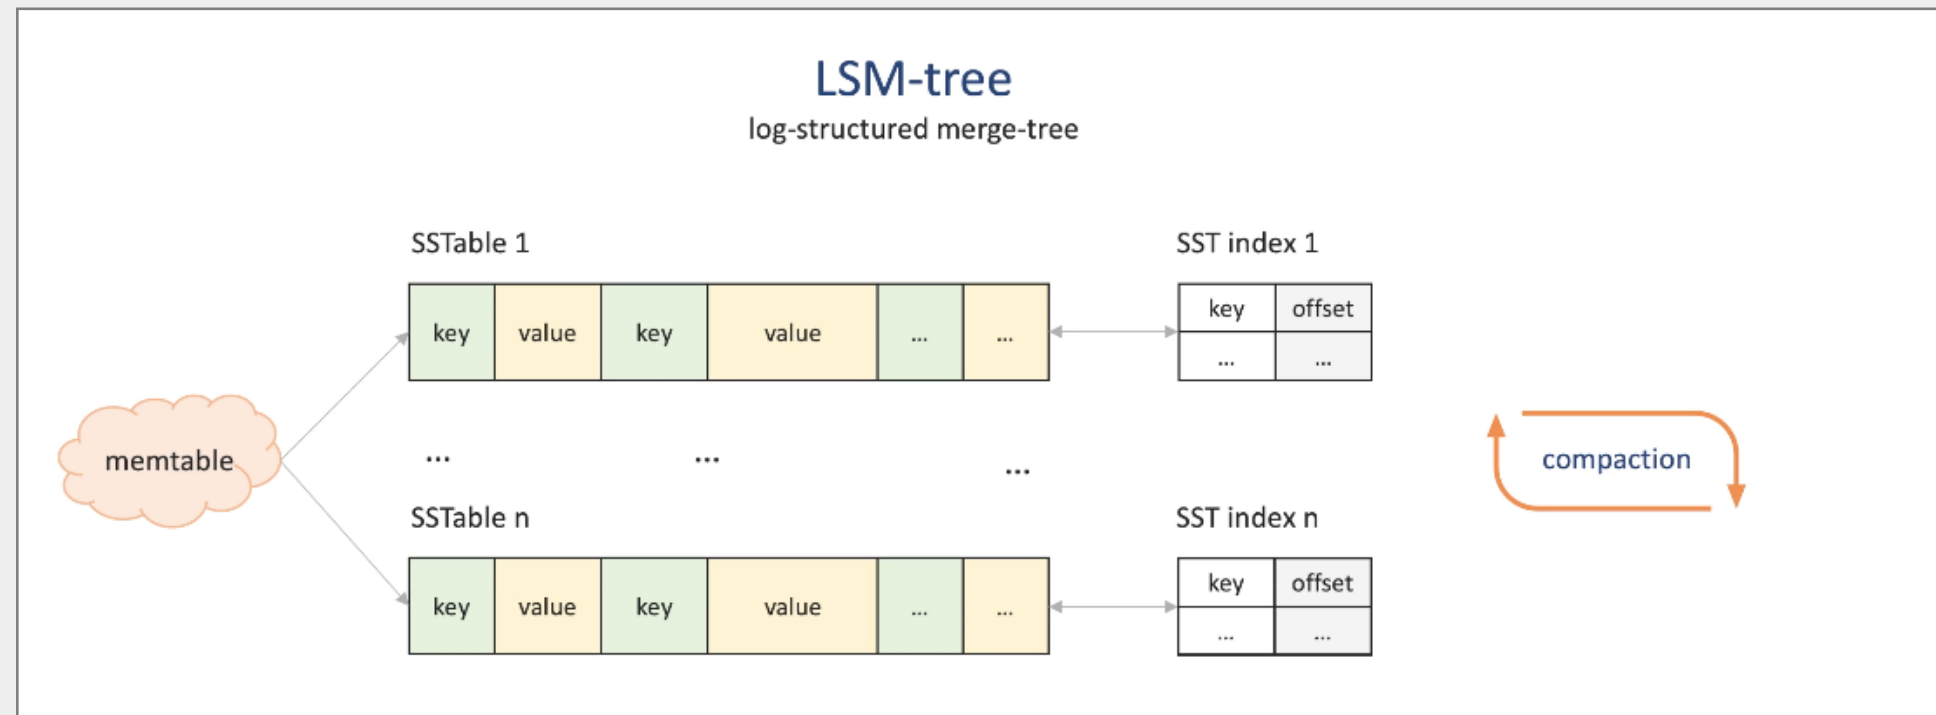 LSM-tree
log-structured merge-tree
SSTable 1
SST index 1
key value key value ... ...
key offset
... ...
memtable
... ... ...
compaction
SSTable n
SST index n
key value key value ... ...
key offset
... ...